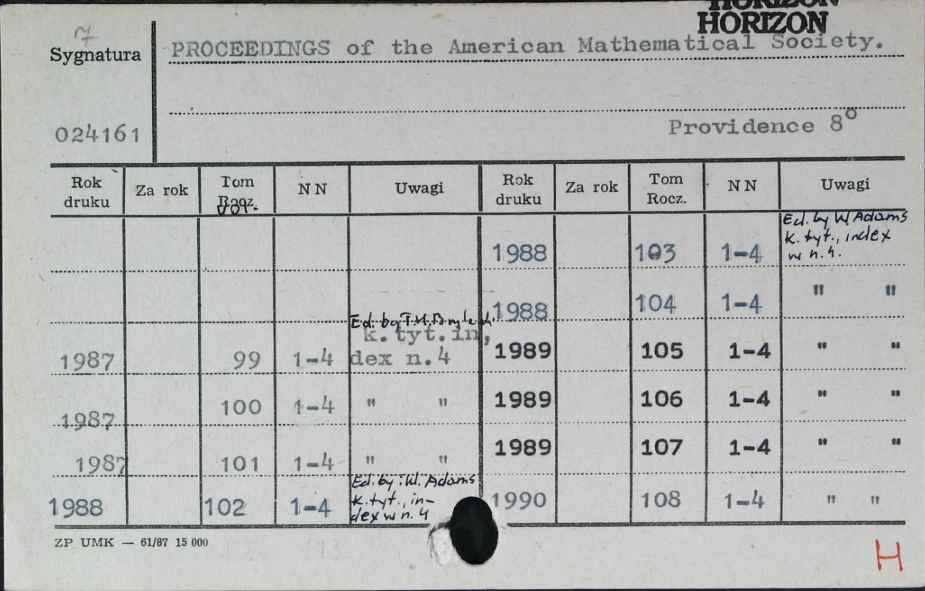 HORIZON
HORIZON
Sygnatura
PROCEEDINGS of the American Mathematical Society.
024161
Providence 8°
Rok druku Za rok Tom Rocz. vol. NN Uwagi Rok druku Za rok Tom Rocz. NN Uwagi
1988 103 1-4 Ed. by W Adams k. tyt., index w n. 4.
1988 104 1-4 " "
1987 99 1-4 Ed. by k. tyt. in, dex n.4 1989 105 1-4 " "
1987 100 1-4 " " 1989 106 1-4 " "
1987 101 1-4 " " 1989 107 1-4 " "
1988 102 1-4 Ed. by: W. Adams k. tyt., in- dex w n. 4 1990 108 1-4 " "
ZP UMK — 61/87 15 000
H